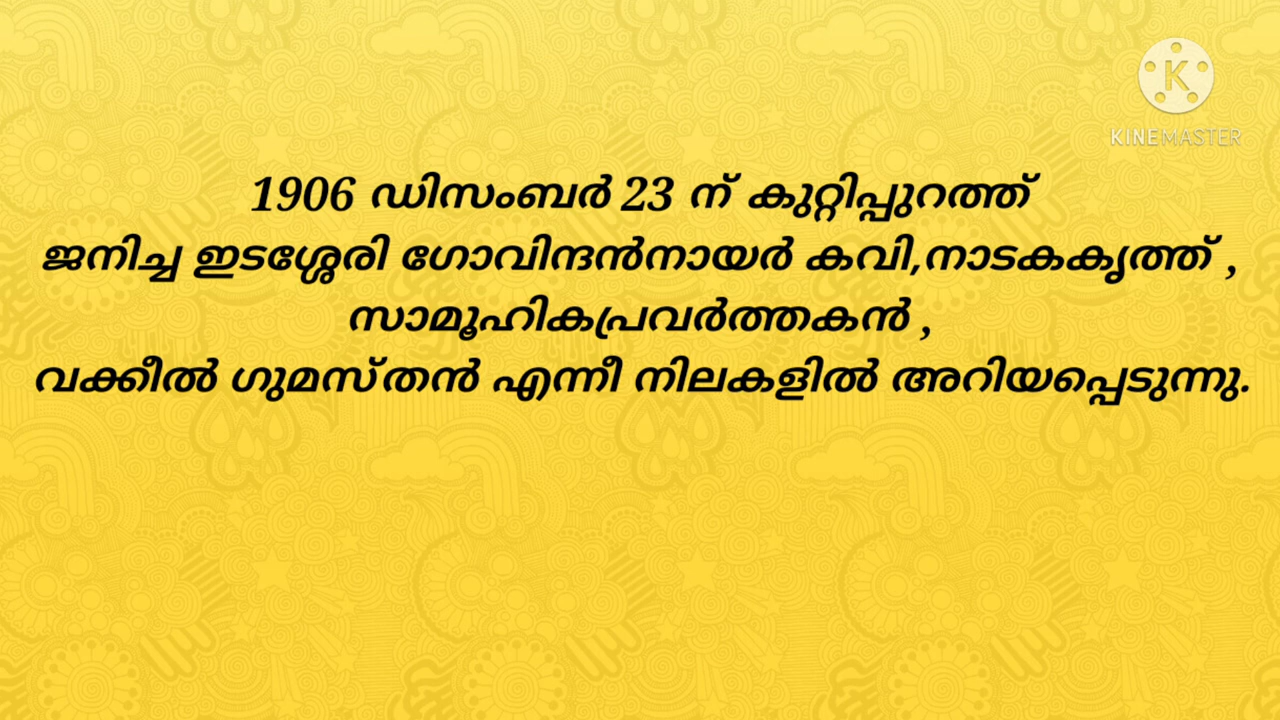 KINEMASTER
1906 ഡിസംബർ 23 ന് കുറ്റിപ്പുറത്ത്
ജനിച്ച ഇടശ്ശേരി ഗോവിന്ദൻനായർ കവി,നാടകകൃത്ത് ,
സാമൂഹികപ്രവർത്തകൻ ,
വക്കീൽ ഗുമസ്തൻ എന്നീ നിലകളിൽ അറിയപ്പെടുന്നു.